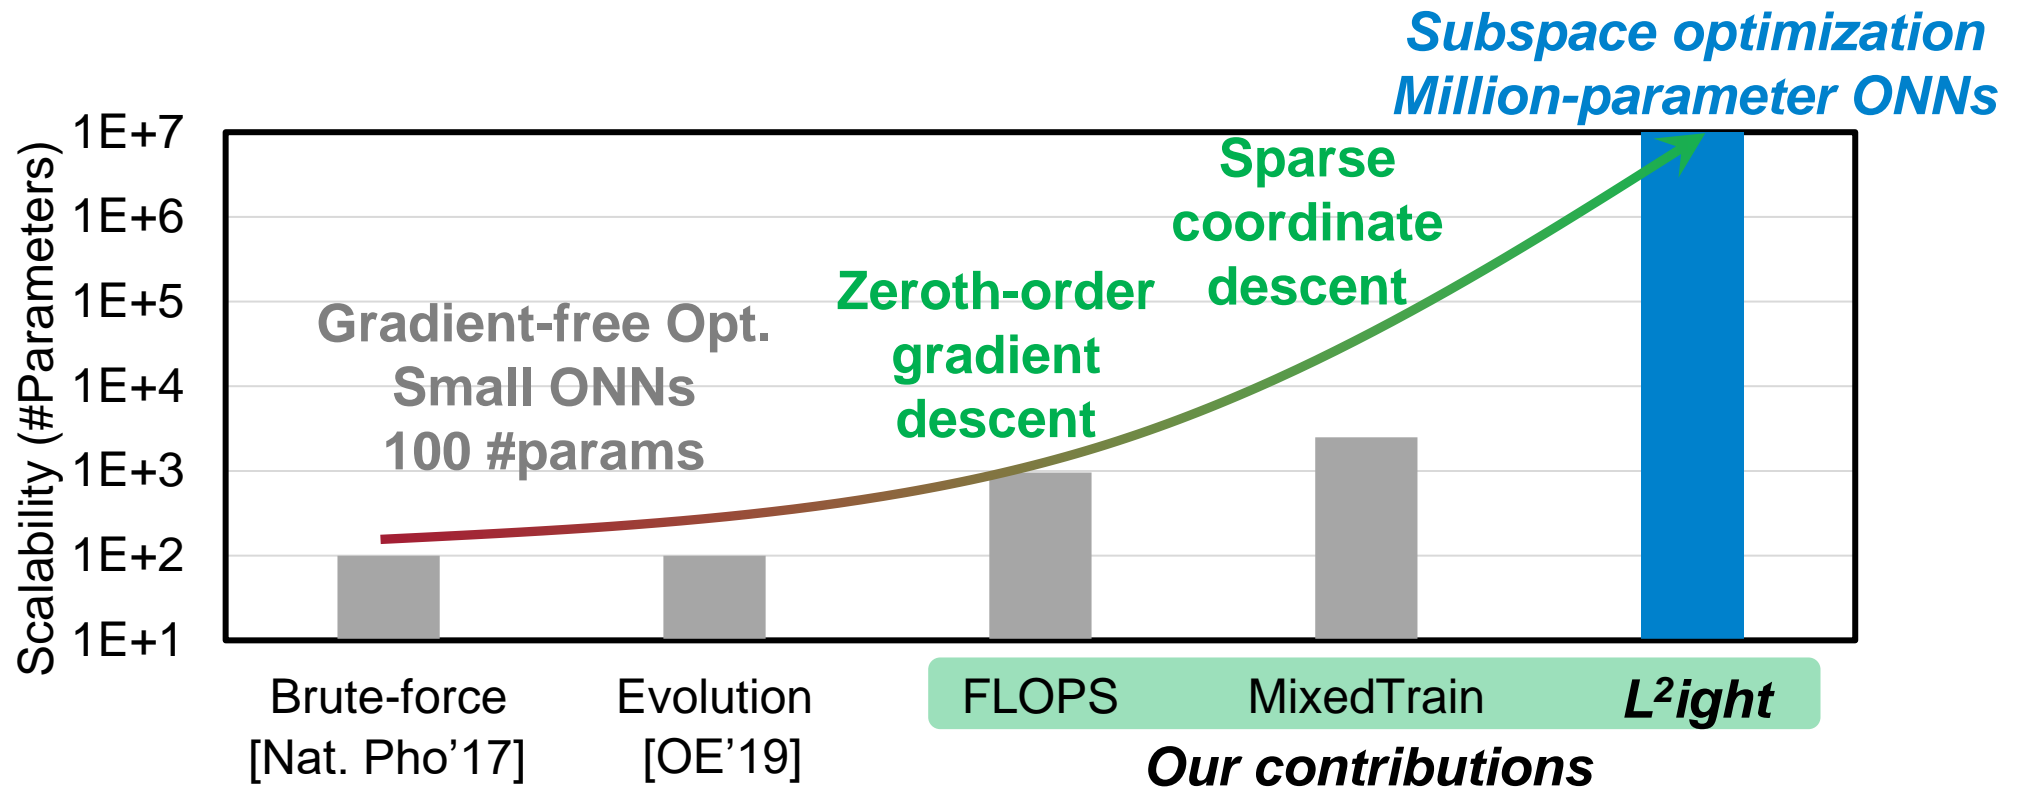 Subspace optimization
Million-parameter ONNs
Scalability (#Parameters)
1E+7
1E+6
1E+5
1E+4
1E+3
1E+2
1E+1
Gradient-free Opt.
Small ONNs
100 #params
Zeroth-order
gradient
descent
Sparse
coordinate
descent
Brute-force
[Nat. Pho’17]
Evolution
[OE’19]
FLOPS
MixedTrain
L²ight
Our contributions